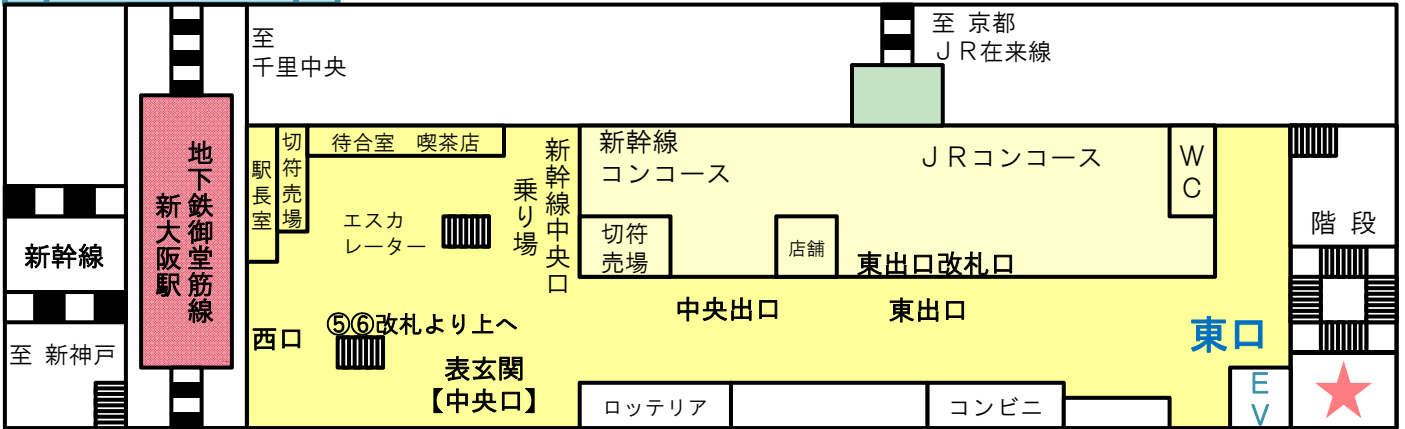 至
千里中央
至 京都
ＪＲ在来線
地下鉄御堂筋線
新大阪駅
新幹線
至 新神戸
駅長室
切符売場
待合室 喫茶店
エスカ
レーター
新幹線中央口
乗り場
新幹線
コンコース
ＪＲコンコース
ＷＣ
切符
売場
店舗
東出口改札口
階 段
西口
⑤⑥改札より上へ
表玄関
【中央口】
中央出口
東出口
東口
ロッテリア
コンビニ
ＥＶ